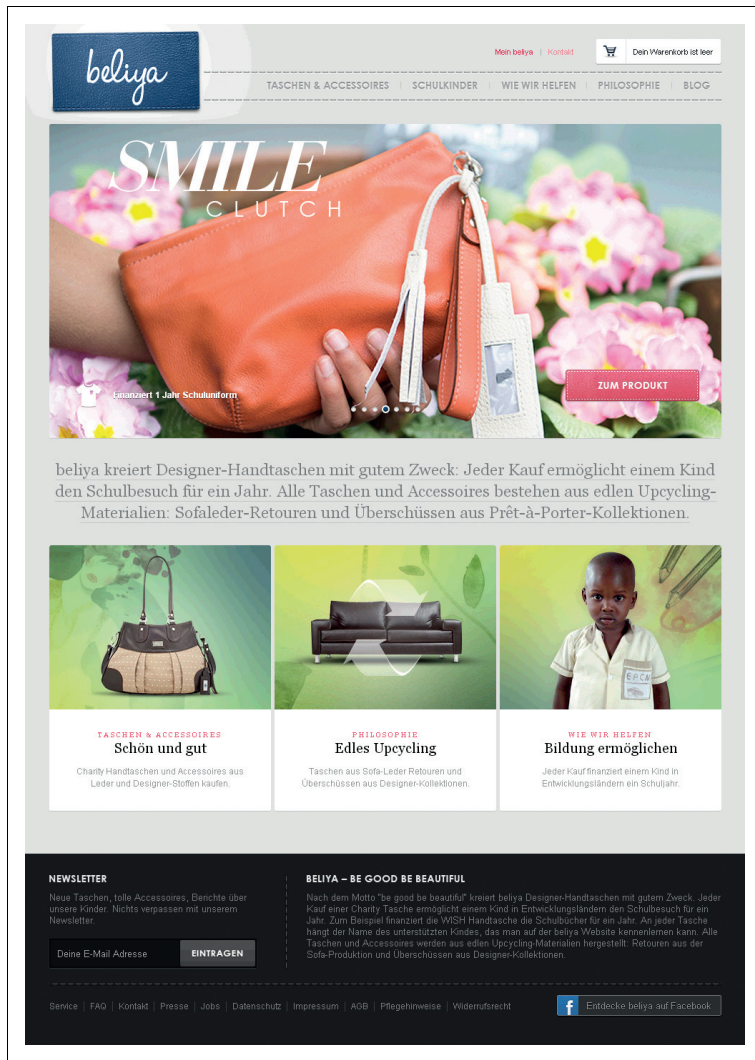 beliya
Mein beliya | Kontakt
Dein Warenkorb ist leer
TASCHEN & ACCESSOIRES | SCHULKINDER | WIE WIR HELFEN | PHILOSOPHIE | BLOG
SMILE
CLUTCH
Finanziert 1 Jahr Schuluniform
ZUM PRODUKT
beliya kreiert Designer-Handtaschen mit gutem Zweck: Jeder Kauf ermöglicht einem Kind
den Schulbesuch für ein Jahr. Alle Taschen und Accessoires bestehen aus edlen Upcycling-
Materialien: Sofaleder-Retouren und Überschüssen aus Prêt-à-Porter-Kollektionen.
TASCHEN & ACCESSOIRES
Schön und gut
Charity Handtaschen und Accessoires aus
Leder und Designer-Stoffen kaufen.
PHILOSOPHIE
Edles Upcycling
Taschen aus Sofa-Leder Retouren und
Überschüssen aus Designer-Kollektionen.
WIE WIR HELFEN
Bildung ermöglichen
Jeder Kauf finanziert einem Kind in
Entwicklungsländern ein Schuljahr.
NEWSLETTER
Neue Taschen, tolle Accessoires, Berichte über
unsere Kinder. Nichts verpassen mit unserem
Newsletter.
Deine E-Mail Adresse
EINTRAGEN
BELIYA – BE GOOD BE BEAUTIFUL
Nach dem Motto "be good be beautiful" kreiert beliya Designer-Handtaschen mit gutem Zweck. Jeder
Kauf einer Charity Tasche ermöglicht einem Kind in Entwicklungsländern den Schulbesuch für ein
Jahr. Zum Beispiel finanziert die WISH Handtasche die Schulbücher für ein Jahr. An jeder Tasche
hängt der Name des unterstützten Kindes, das man auf der beliya Website kennenlernen kann. Alle
Taschen und Accessoires werden aus edlen Upcycling-Materialien hergestellt: Retouren aus der
Sofa-Produktion und Überschüssen aus Designer-Kollektionen.
Service | FAQ | Kontakt | Presse | Jobs | Datenschutz | Impressum | AGB | Pflegehinweise | Widerrufsrecht
f Entdecke beliya auf Facebook